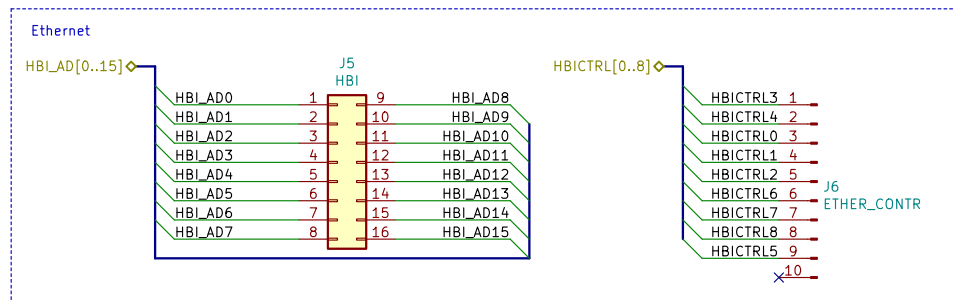 Ethernet
HBI_AD[0..15]
J5
HBI
HBI_AD0 1 9 HBI_AD8
HBI_AD1 2 10 HBI_AD9
HBI_AD2 3 11 HBI_AD10
HBI_AD3 4 12 HBI_AD11
HBI_AD4 5 13 HBI_AD12
HBI_AD5 6 14 HBI_AD13
HBI_AD6 7 15 HBI_AD14
HBI_AD7 8 16 HBI_AD15
HBICTRL[0..8]
HBICTRL3 1
HBICTRL4 2
HBICTRL0 3
HBICTRL1 4
HBICTRL2 5
HBICTRL6 6
HBICTRL7 7
HBICTRL8 8
HBICTRL5 9
10
J6
ETHER_CONTR